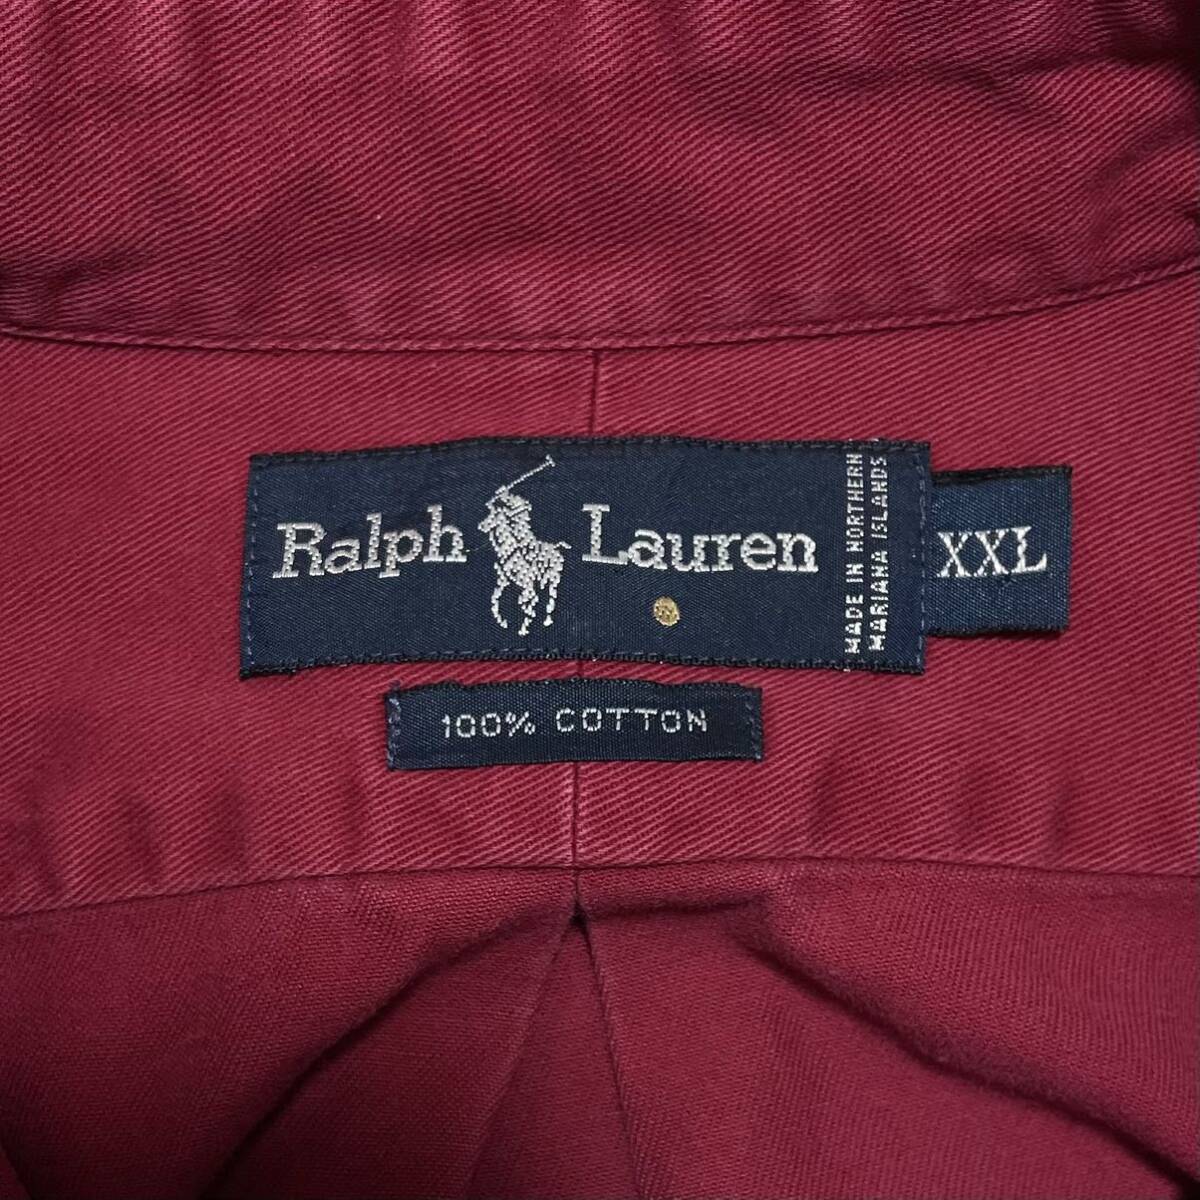 Ralph Lauren
MADE IN NORTHERN
MARIANA ISLANDS
XXL
100% COTTON